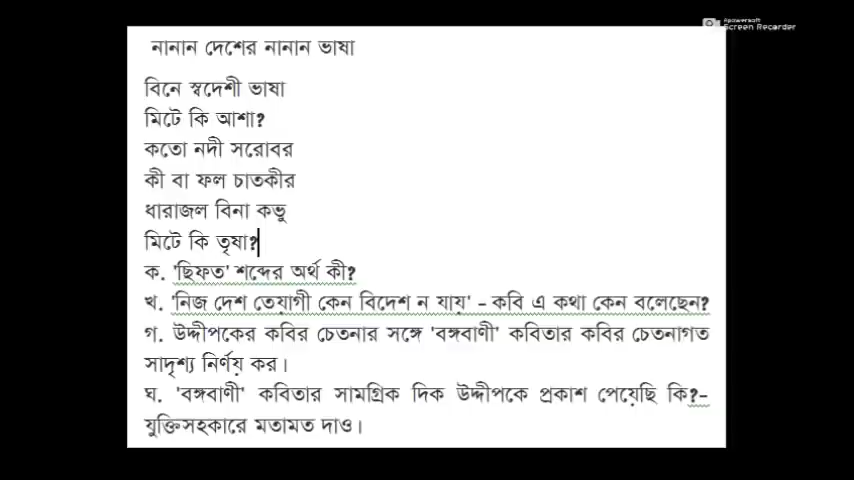 Apowersoft
Screen Recorder
নানান দেশের নানান ভাষা
বিনে স্বদেশী ভাষা
মিটে কি আশা?
কতো নদী সরোবর
কী বা ফল চাতকীর
ধারাজল বিনা কভু
মিটে কি তৃষা?
ক. 'ছিফত' শব্দের অর্থ কী?
খ. 'নিজ দেশ তেয়াগী কেন বিদেশ ন যায়' – কবি এ কথা কেন বলেছেন?
গ. উদ্দীপকের কবির চেতনার সঙ্গে 'বঙ্গবাণী' কবিতার কবির চেতনাগত
সাদৃশ্য নির্ণয় কর।
ঘ. 'বঙ্গবাণী' কবিতার সামগ্রিক দিক উদ্দীপকে প্রকাশ পেয়েছি কি?–
যুক্তিসহকারে মতামত দাও।